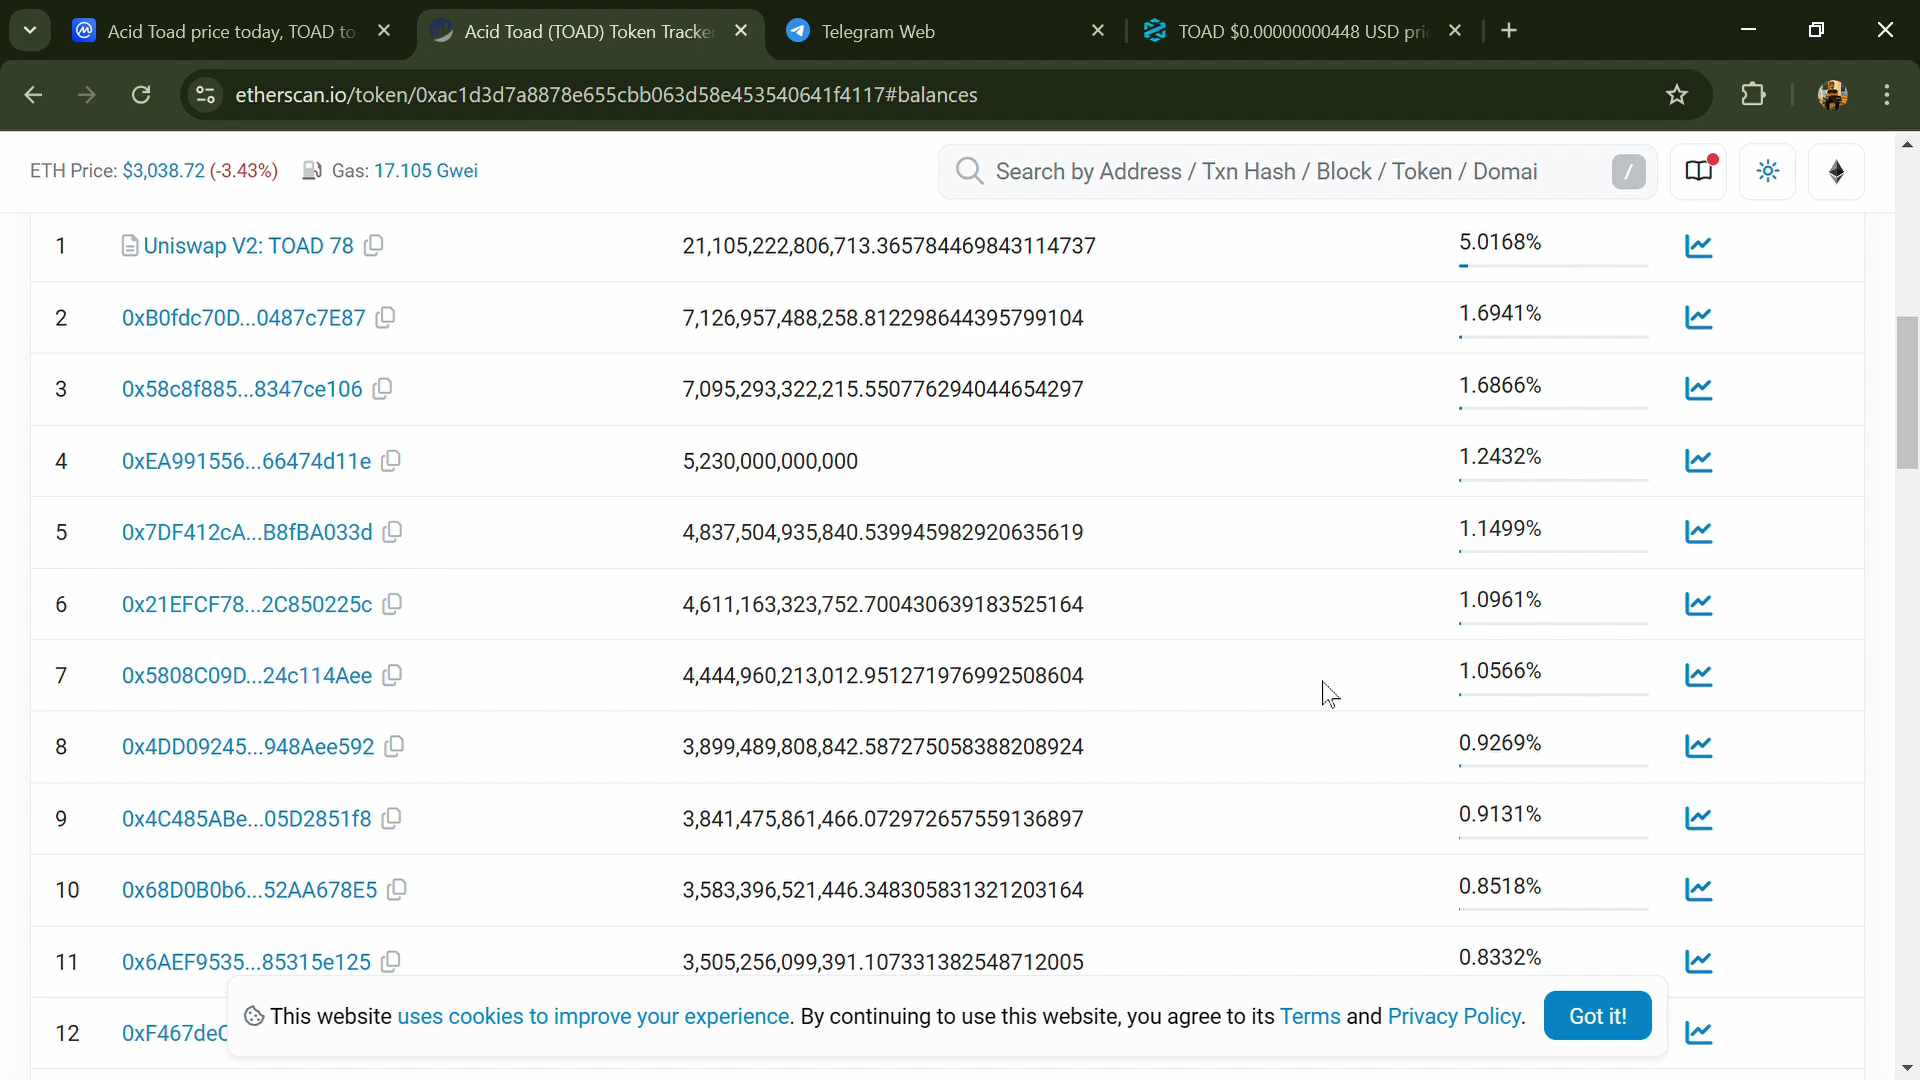 Acid Toad price today, TOAD to
Acid Toad (TOAD) Token Tracke
Telegram Web
TOAD $0.00000000448 USD pri
etherscan.io/token/0xac1d3d7a8878e655cbb063d58e453540641f4117#balances
ETH Price: $3,038.72 (-3.43%) Gas: 17.105 Gwei
Search by Address / Txn Hash / Block / Token / Domai /
1 Uniswap V2: TOAD 78 21,105,222,806,713.365784469843114737 5.0168%
2 0xB0fdc70D...0487c7E87 7,126,957,488,258.812298644395799104 1.6941%
3 0x58c8f885...8347ce106 7,095,293,322,215.550776294044654297 1.6866%
4 0xEA991556...66474d11e 5,230,000,000,000 1.2432%
5 0x7DF412cA...B8fBA033d 4,837,504,935,840.539945982920635619 1.1499%
6 0x21EFCF78...2C850225c 4,611,163,323,752.700430639183525164 1.0961%
7 0x5808C09D...24c114Aee 4,444,960,213,012.951271976992508604 1.0566%
8 0x4DD09245...948Aee592 3,899,489,808,842.587275058388208924 0.9269%
9 0x4C485ABe...05D2851f8 3,841,475,861,466.072972657559136897 0.9131%
10 0x68D0B0b6...52AA678E5 3,583,396,521,446.348305831321203164 0.8518%
11 0x6AEF9535...85315e125 3,505,256,099,391.107331382548712005 0.8332%
12 0xF467deC
This website uses cookies to improve your experience. By continuing to use this website, you agree to its Terms and Privacy Policy. Got it!